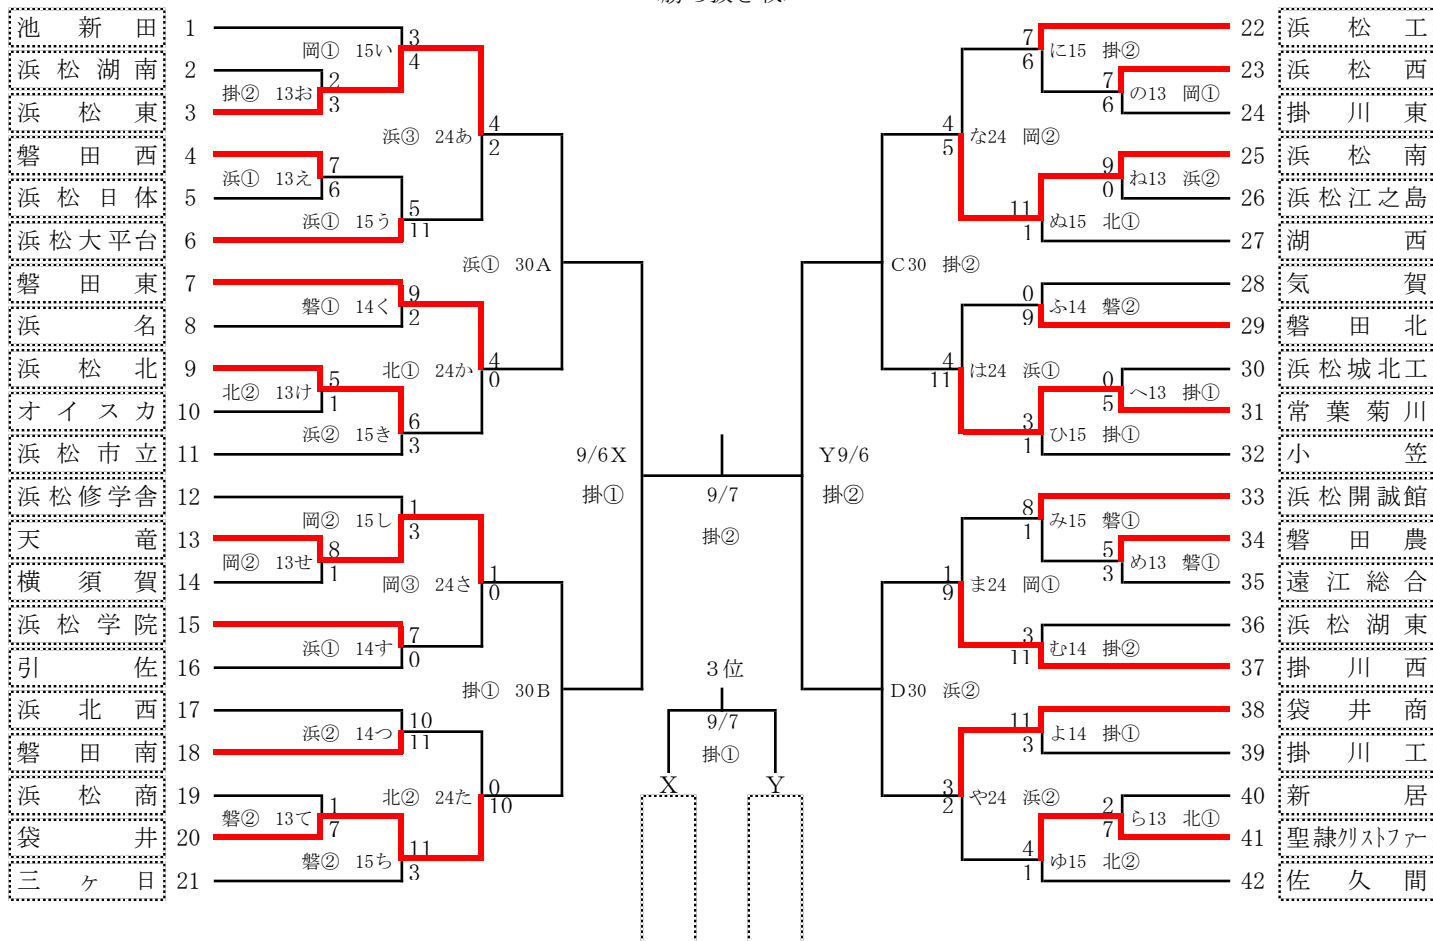 池新田 1
浜松湖南 2
浜松東 3
磐田西 4
浜松日体 5
浜松大平台 6
磐田東 7
浜名 8
浜松北 9
オイスカ 10
浜松市立 11
浜松修学舎 12
天竜 13
横須賀 14
浜松学院 15
引佐 16
浜北西 17
磐田南 18
浜松商 19
袋井 20
三ヶ日 21
岡① 15い
3
4
掛② 13お
2
3
浜③ 24あ
4
2
浜① 13え
7
6
浜① 15う
5
11
浜① 30A
磐① 14く
9
2
北① 24か
4
0
北② 13け
5
1
浜② 15き
6
3
9/6X
掛①
岡② 15し
1
3
岡② 13せ
8
1
岡③ 24さ
1
0
浜① 14す
7
0
掛① 30B
浜② 14つ
10
11
北② 24た
0
10
磐② 13て
1
7
磐② 15ち
11
3
9/7
掛②
3位
9/7
掛①
X Y
Y9/6
掛②
7
6
に15 掛②
7
6
の13 岡①
4
5
な24 岡②
9
0
ね13 浜②
11
1
ぬ15 北①
C30 掛②
0
9
ふ14 磐②
4
11
は24 浜①
0
5
へ13 掛①
3
1
ひ15 掛①
8
1
み15 磐①
5
3
め13 磐①
1
9
ま24 岡①
3
11
む14 掛②
D30 浜②
11
3
よ14 掛①
3
2
や24 浜②
2
7
ら13 北①
4
1
ゆ15 北②
22 浜松工
23 浜松西
24 掛川東
25 浜松南
26 浜松江之島
27 湖西
28 気賀
29 磐田北
30 浜松城北工
31 常葉菊川
32 小笠
33 浜松開誠館
34 磐田農
35 遠江総合
36 浜松湖東
37 掛川西
38 袋井商
39 掛川工
40 新居
41 聖隷クリストファー
42 佐久間